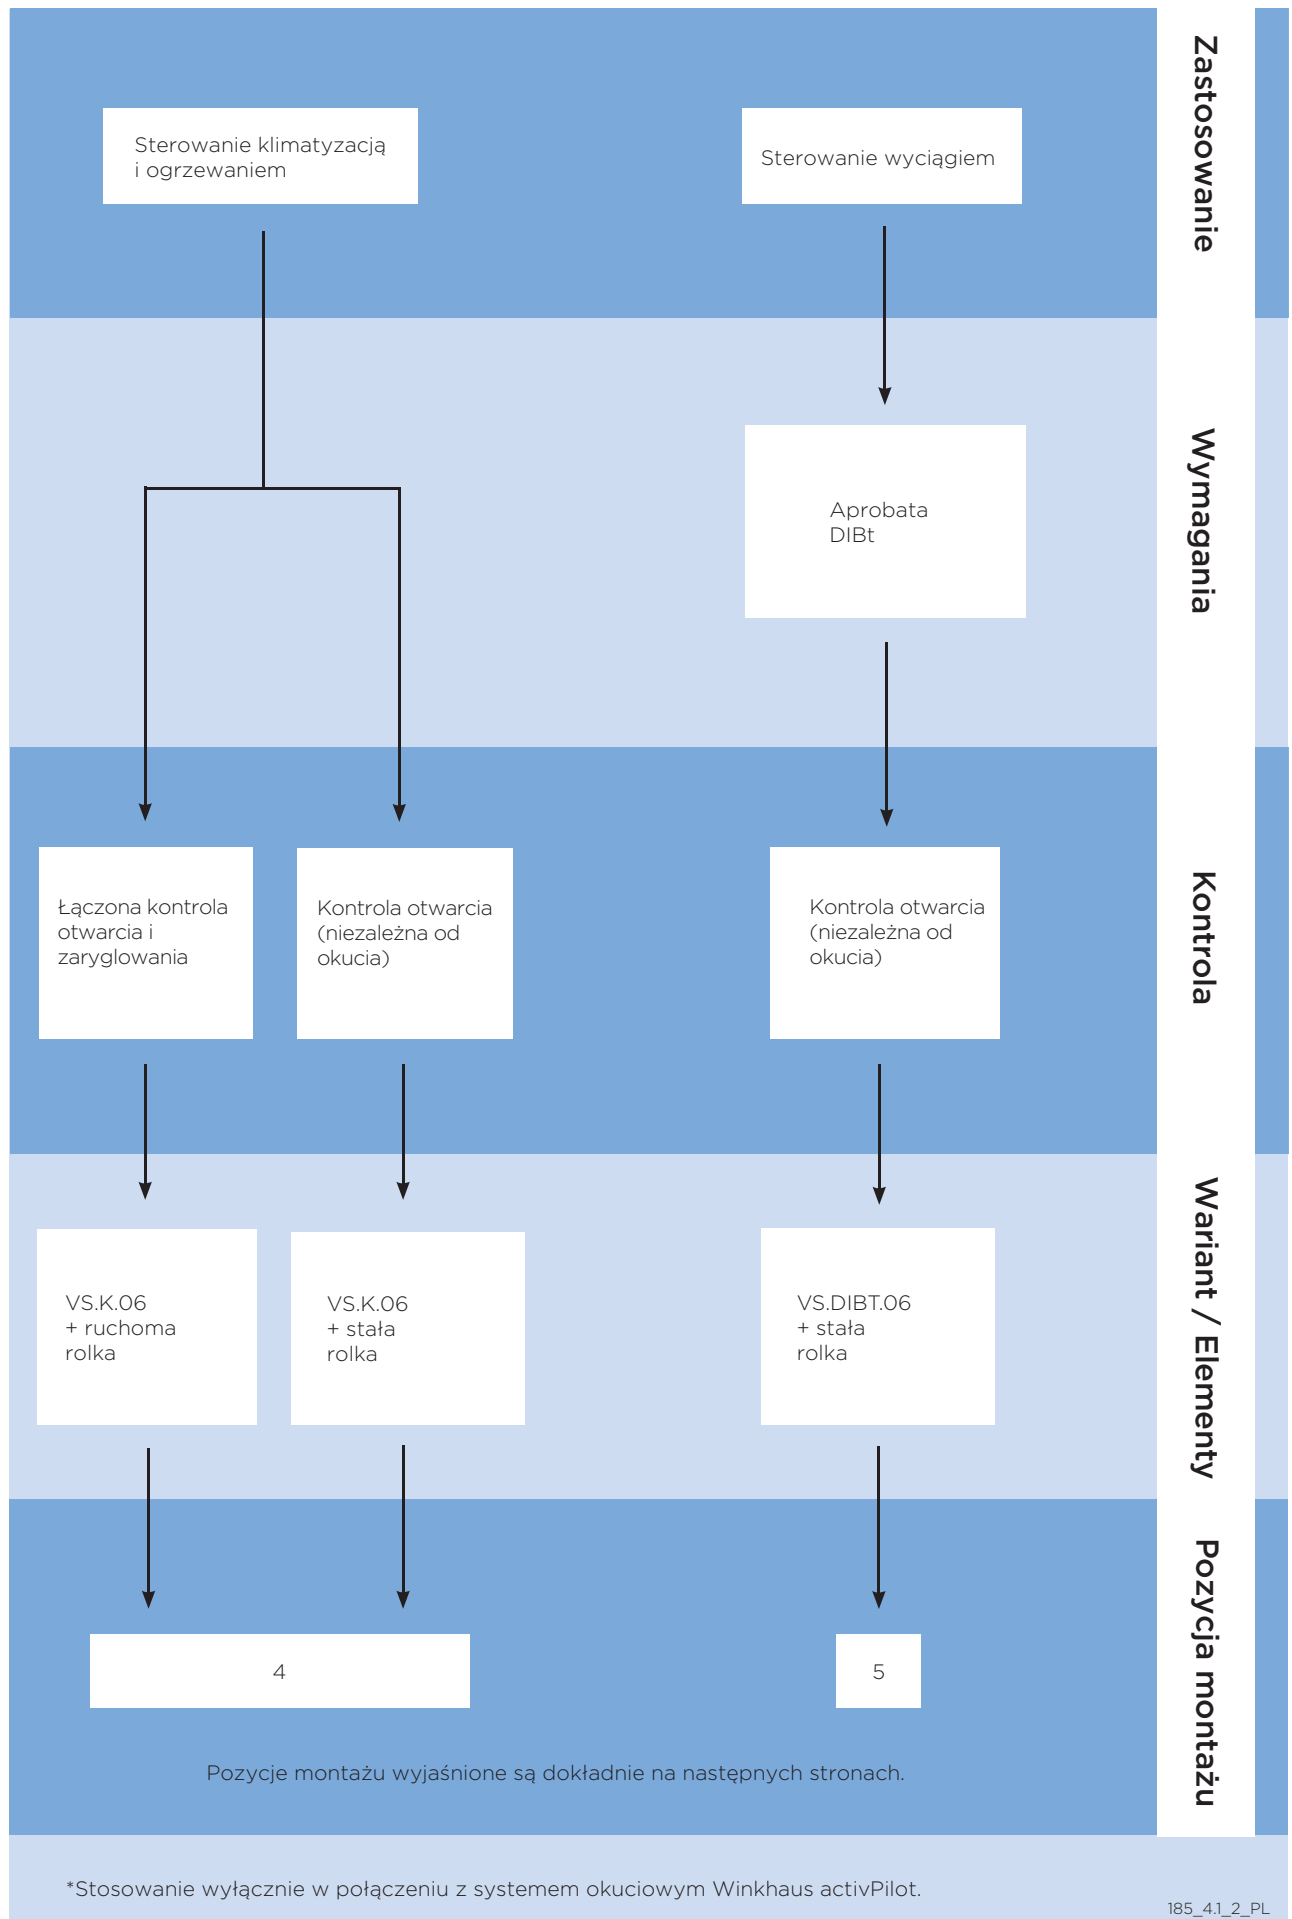 Zastosowanie
Sterowanie klimatyzacją
i ogrzewaniem
Sterowanie wyciągiem
Wymagania
Aprobata
DIBt
Kontrola
Łączona kontrola
otwarcia i
zaryglowania
Kontrola otwarcia
(niezależna od
okucia)
Kontrola otwarcia
(niezależna od
okucia)
Wariant / Elementy
VS.K.06
+ ruchoma
rolka
VS.K.06
+ stała
rolka
VS.DIBT.06
+ stała
rolka
Pozycja montażu
4
5
Pozycje montażu wyjaśnione są dokładnie na następnych stronach.
*Stosowanie wyłącznie w połączeniu z systemem okuciowym Winkhaus activPilot.
185_4.1_2_PL